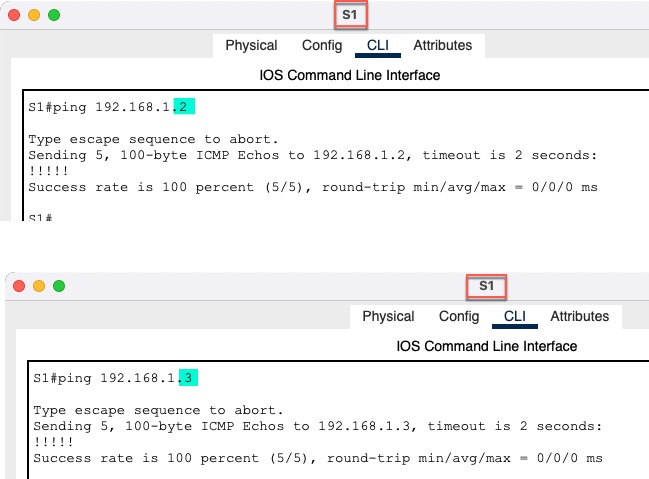 S1
Physical Config CLI Attributes
IOS Command Line Interface
S1#ping 192.168.1.2
Type escape sequence to abort.
Sending 5, 100-byte ICMP Echos to 192.168.1.2, timeout is 2 seconds:
!!!!!
Success rate is 100 percent (5/5), round-trip min/avg/max = 0/0/0 ms
S1#
S1
Physical Config CLI Attributes
IOS Command Line Interface
S1#ping 192.168.1.3
Type escape sequence to abort.
Sending 5, 100-byte ICMP Echos to 192.168.1.3, timeout is 2 seconds:
!!!!!
Success rate is 100 percent (5/5), round-trip min/avg/max = 0/0/0 ms